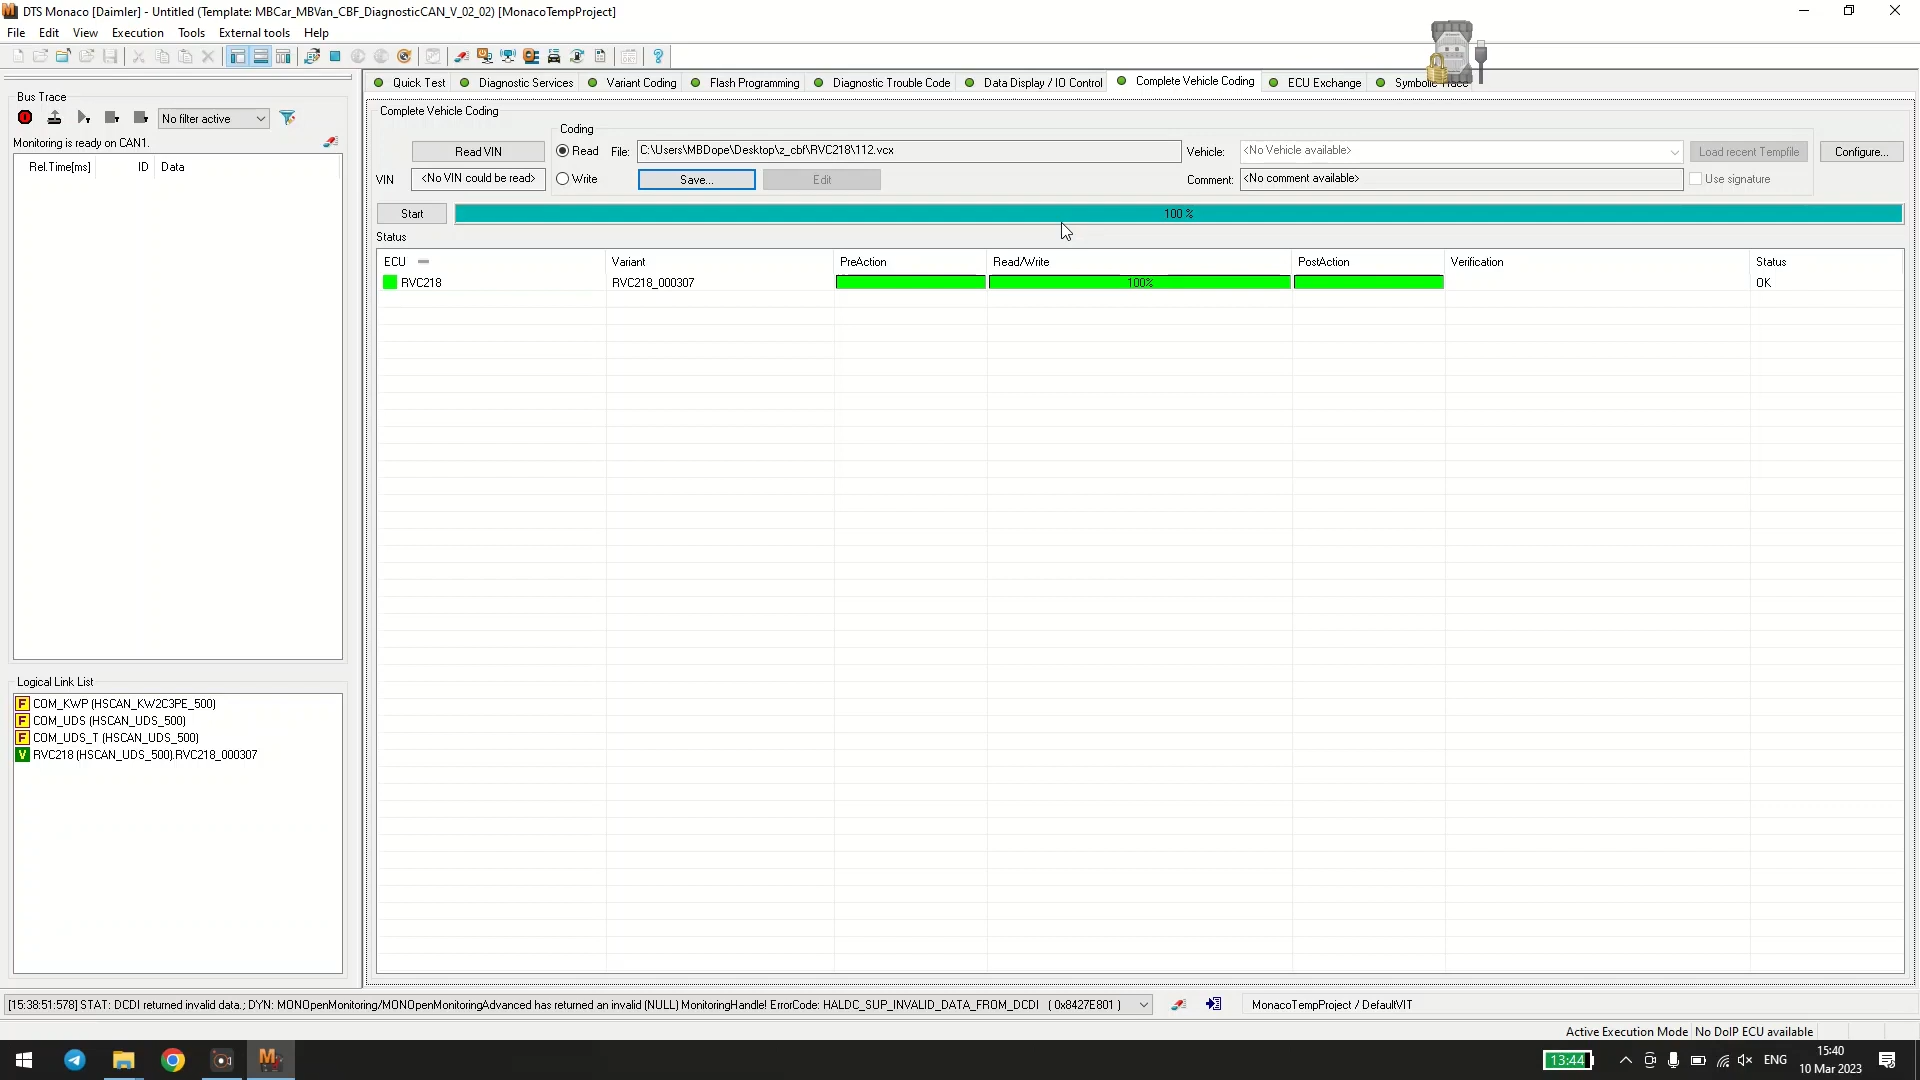 DTS Monaco [Daimler] - Untitled (Template: MBCar_MBVan_CBF_DiagnosticCAN_V_02_02) [MonacoTempProject]
File Edit View Execution Tools External tools Help
Quick Test Diagnostic Services Variant Coding Flash Programming Diagnostic Trouble Code Data Display / IO Control Complete Vehicle Coding ECU Exchange Symbolic Trace
Bus Trace
No filter active
Monitoring is ready on CAN1.
Rel.Time[ms] ID Data
Complete Vehicle Coding
Coding
Read VIN Read File: C:\Users\MBDope\Desktop\z_cbf\RVC218\112.vcx Vehicle: <No Vehicle available> Load recent Tempfile Configure...
VIN <No VIN could be read> Write Save... Edit Comment: <No comment available> Use signature
Start 100 %
Status
ECU Variant PreAction Read/Write PostAction Verification Status
RVC218 RVC218_000307 100% OK
Logical Link List
F COM_KWP (HSCAN_KW2C3PE_500)
F COM_UDS (HSCAN_UDS_500)
F COM_UDS_T (HSCAN_UDS_500)
V RVC218 (HSCAN_UDS_500).RVC218_000307
[15:38:51:578] STAT: DCDI returned invalid data.; DYN: MONOpenMonitoring/MONOpenMonitoringAdvanced has returned an invalid (NULL) MonitoringHandle! ErrorCode: HALDC_SUP_INVALID_DATA_FROM_DCDI ( 0x8427E801 ) MonacoTempProject / DefaultVIT
Active Execution Mode No DoIP ECU available
13:44 ENG 15:40
10 Mar 2023